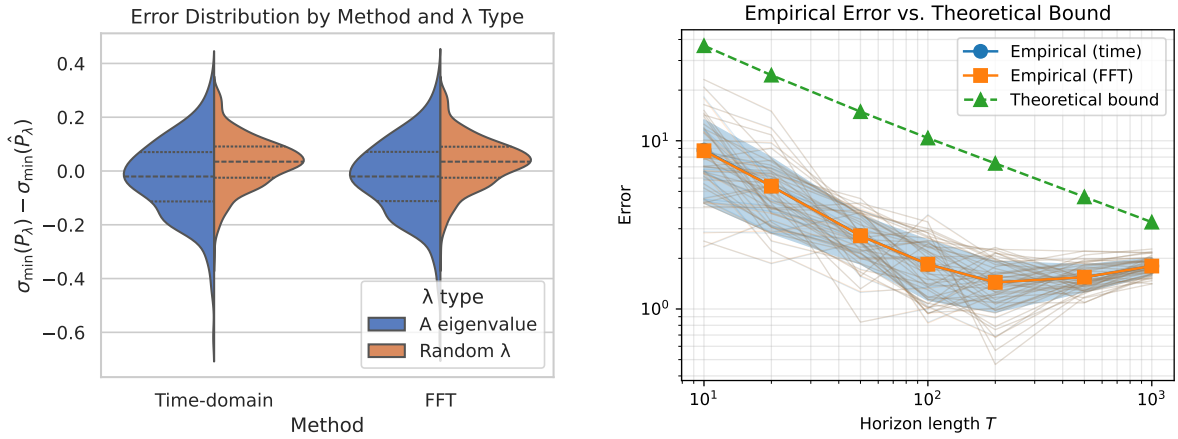 Error Distribution by Method and λ Type
σmin(Pλ) − σmin(P̂λ)
0.4
0.2
0.0
−0.2
−0.4
−0.6
λ type
A eigenvalue
Random λ
Time-domain
FFT
Method
Empirical Error vs. Theoretical Bound
Empirical (time)
Empirical (FFT)
Theoretical bound
Error
10¹
10⁰
10¹
10²
10³
Horizon length T